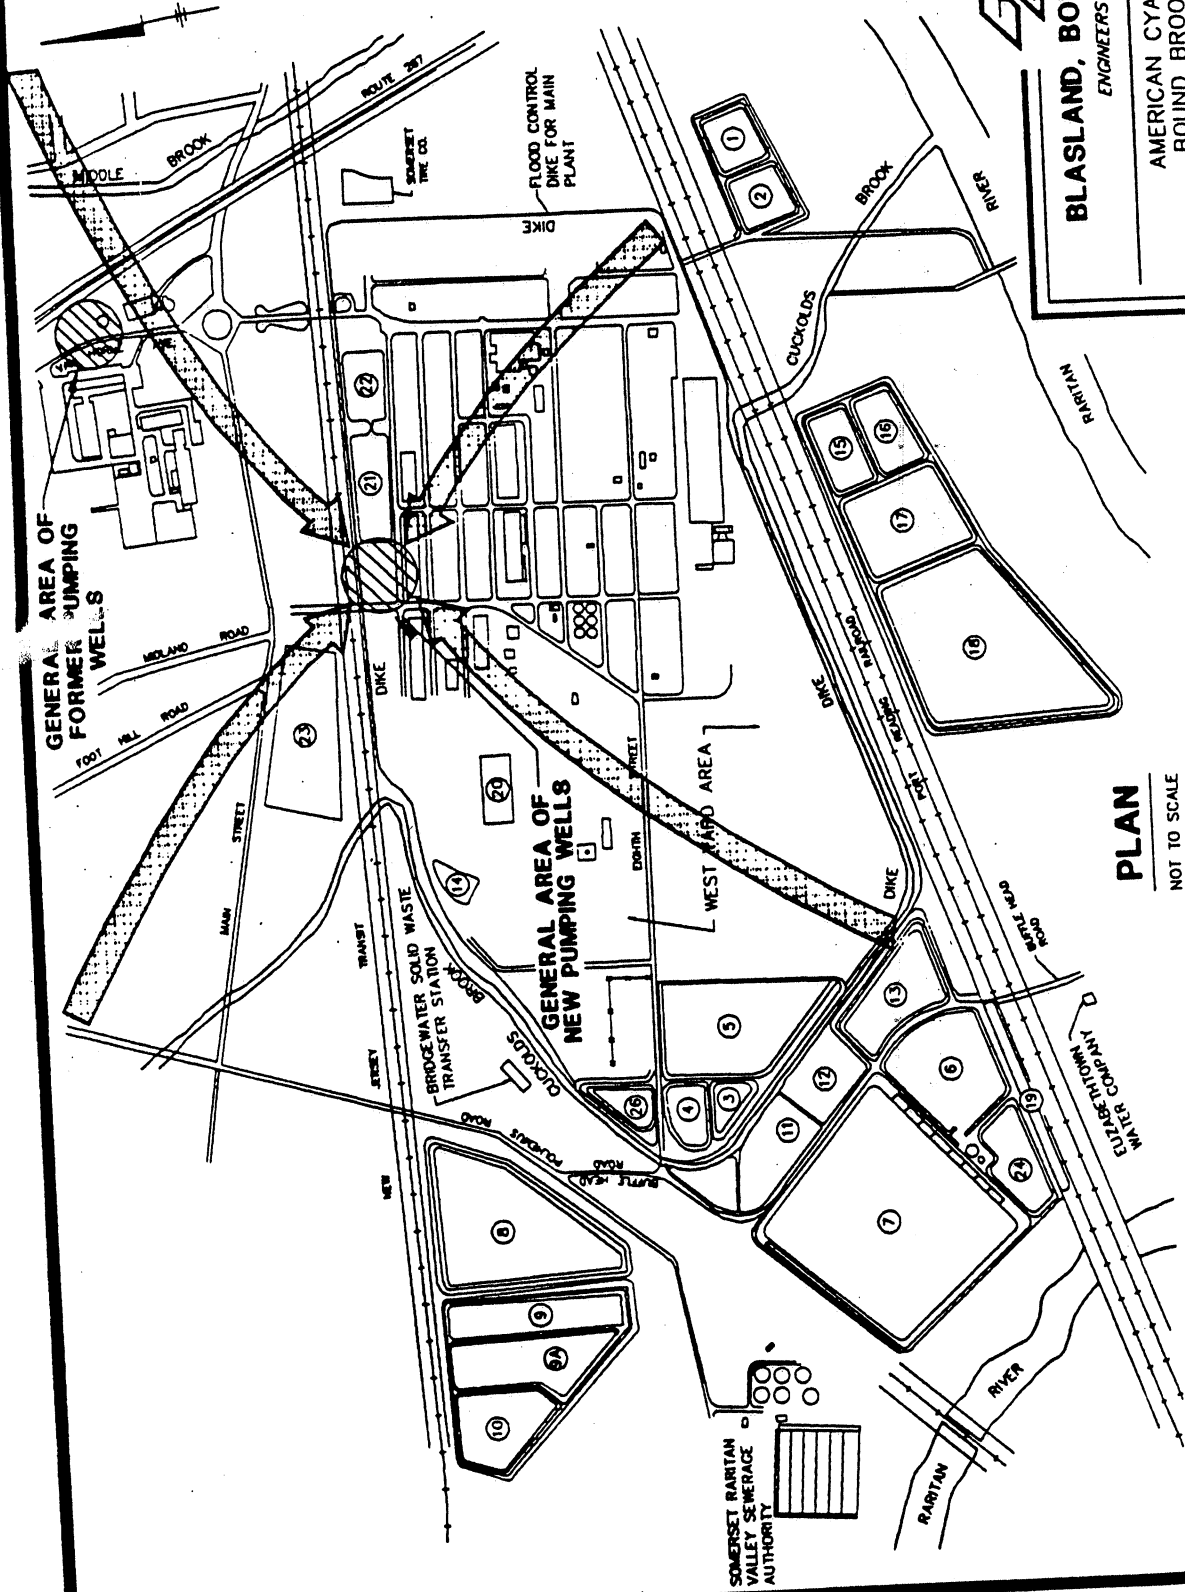 GENERAL AREA OF
FORMER PUMPING
WELLS
MIDDLE
BROOK
ROUTE 287
SOMERSET
TIRE CO.
FLOOD CONTROL
DIKE FOR MAIN
PLANT
DIKE
1
2
CUCKOLDS
BROOK
RARITAN
RIVER
22
21
15
16
17
18
MIDLAND ROAD
FOOT HILL ROAD
MAIN STREET
23
DIKE
20
14
GENERAL AREA OF
NEW PUMPING WELLS
EIGHTH STREET
WEST YARD AREA
DIKE
DIKE
PORT READING RAILROAD
NEW JERSEY TRANSIT
BRIDGEWATER SOLID WASTE
TRANSFER STATION
CUCKOLDS
BROOK
POLHEMUS ROAD
ROAD
26
4
3
5
13
12
11
6
7
19
24
8
9
9A
10
ROAD
ELIZABETHTOWN
WATER COMPANY
SOMERSET RARITAN
VALLEY SEWERAGE
AUTHORITY
RARITAN
RIVER
PLAN
NOT TO SCALE
BLASLAND, BO
ENGINEERS
AMERICAN CYA
BOUND BROO